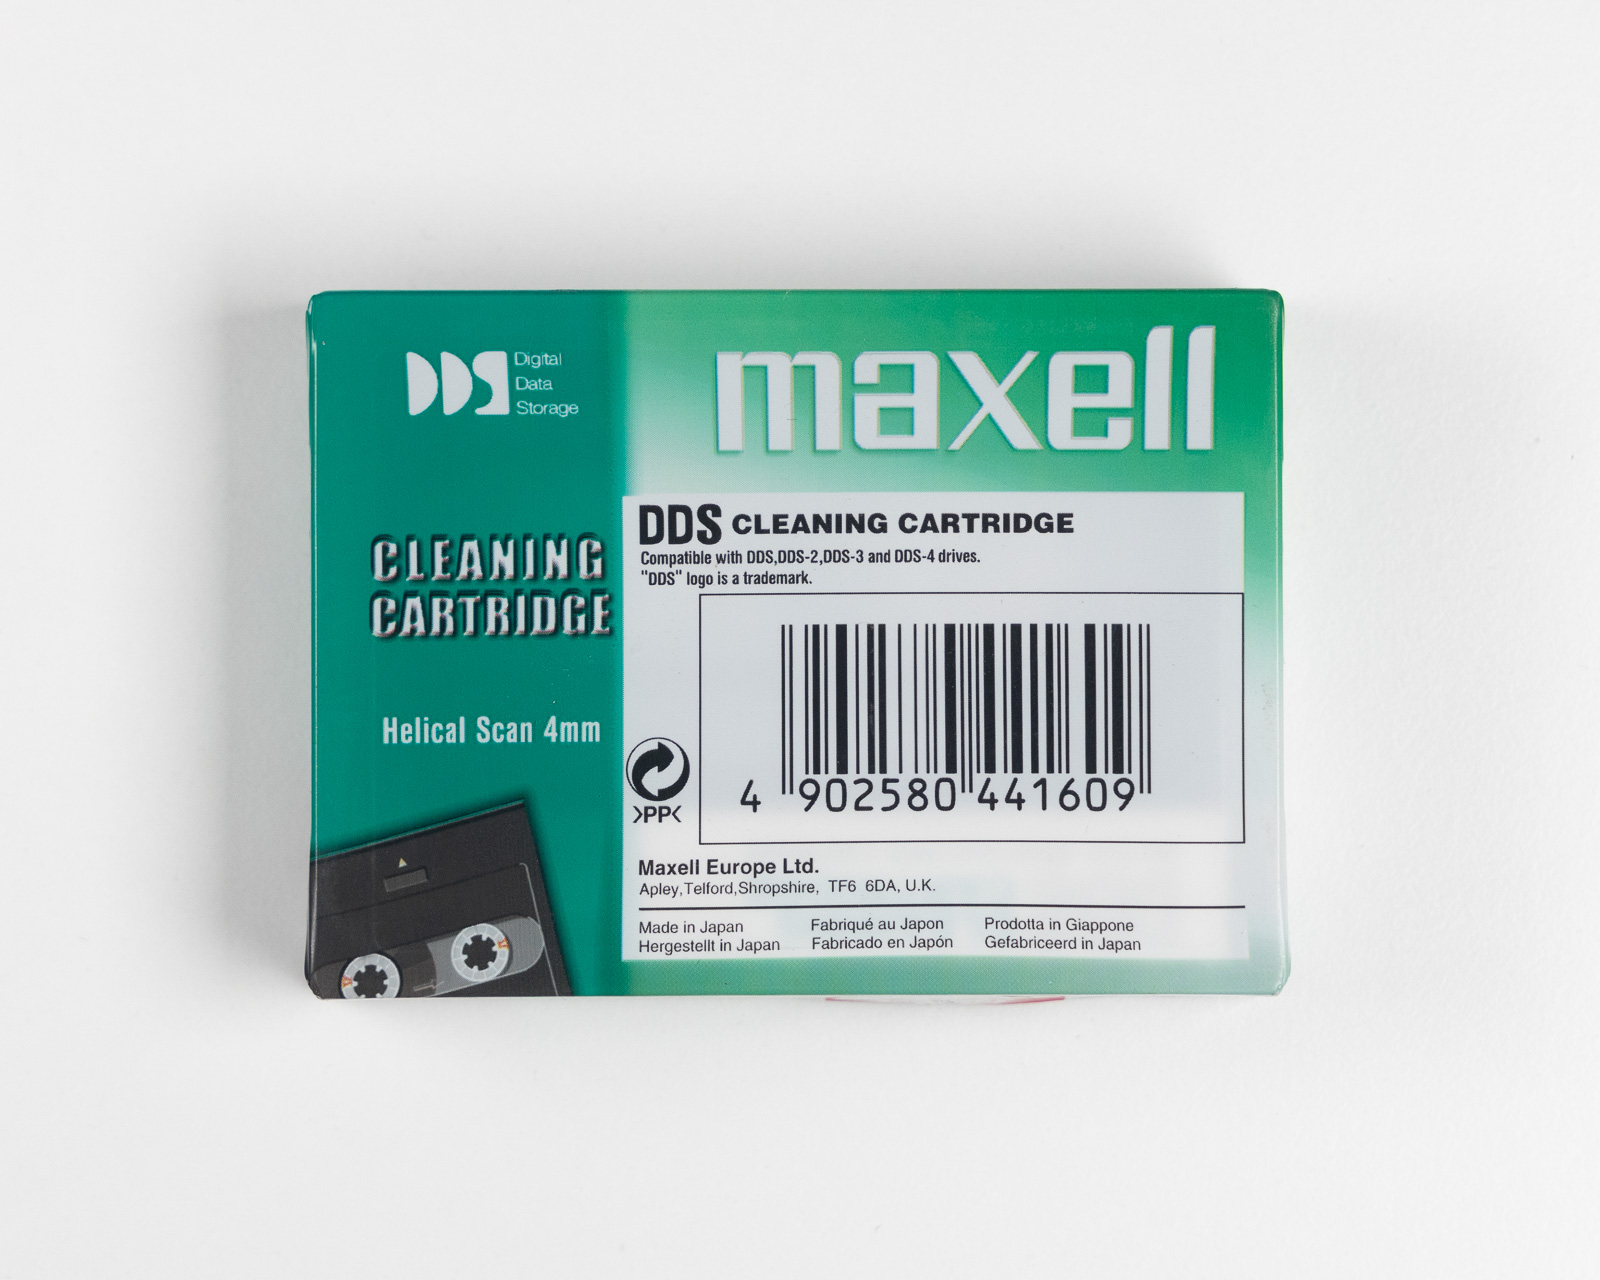 DDS Digital
Data
Storage
maxell
CLEANING
CARTRIDGE
Helical Scan 4mm
DDS CLEANING CARTRIDGE
Compatible with DDS,DDS-2,DDS-3 and DDS-4 drives.
"DDS" logo is a trademark.
4 902580 441609
>PP<
Maxell Europe Ltd.
Apley,Telford,Shropshire, TF6 6DA, U.K.
Made in Japan Fabriqué au Japon Prodotta in Giappone
Hergestellt in Japan Fabricado en Japón Gefabriceerd in Japan